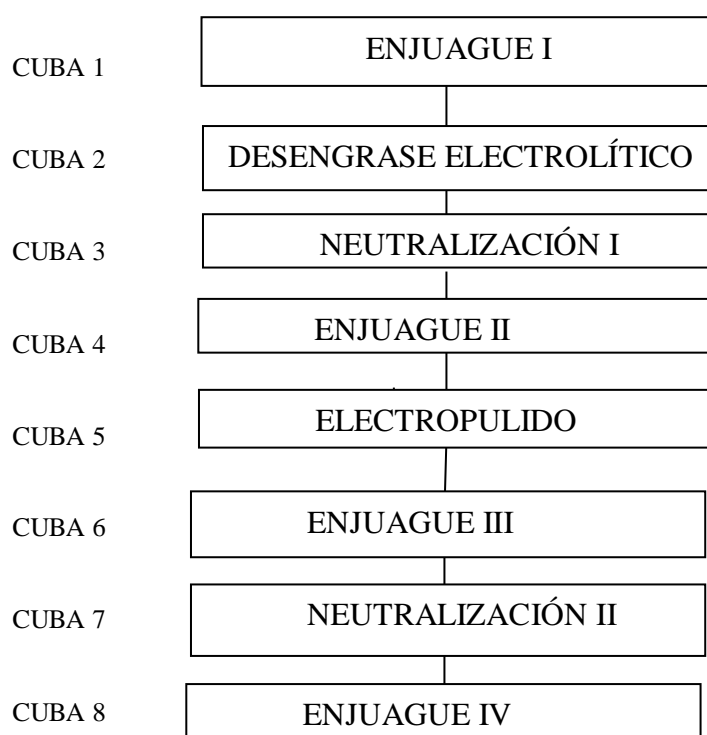 CUBA 1 ENJUAGUE I
CUBA 2 DESENGRASE ELECTROLÍTICO
CUBA 3 NEUTRALIZACIÓN I
CUBA 4 ENJUAGUE II
CUBA 5 ELECTROPULIDO
CUBA 6 ENJUAGUE III
CUBA 7 NEUTRALIZACIÓN II
CUBA 8 ENJUAGUE IV